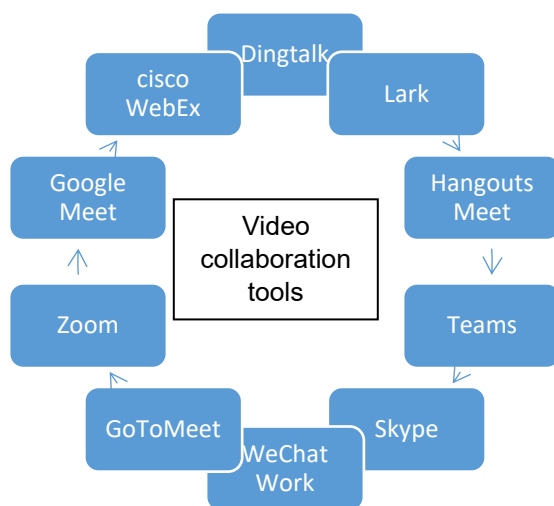 Dingtalk
Lark
Hangouts
Meet
Teams
Skype
WeChat
Work
GoToMeet
Zoom
Google
Meet
cisco
WebEx
Video
collaboration
tools